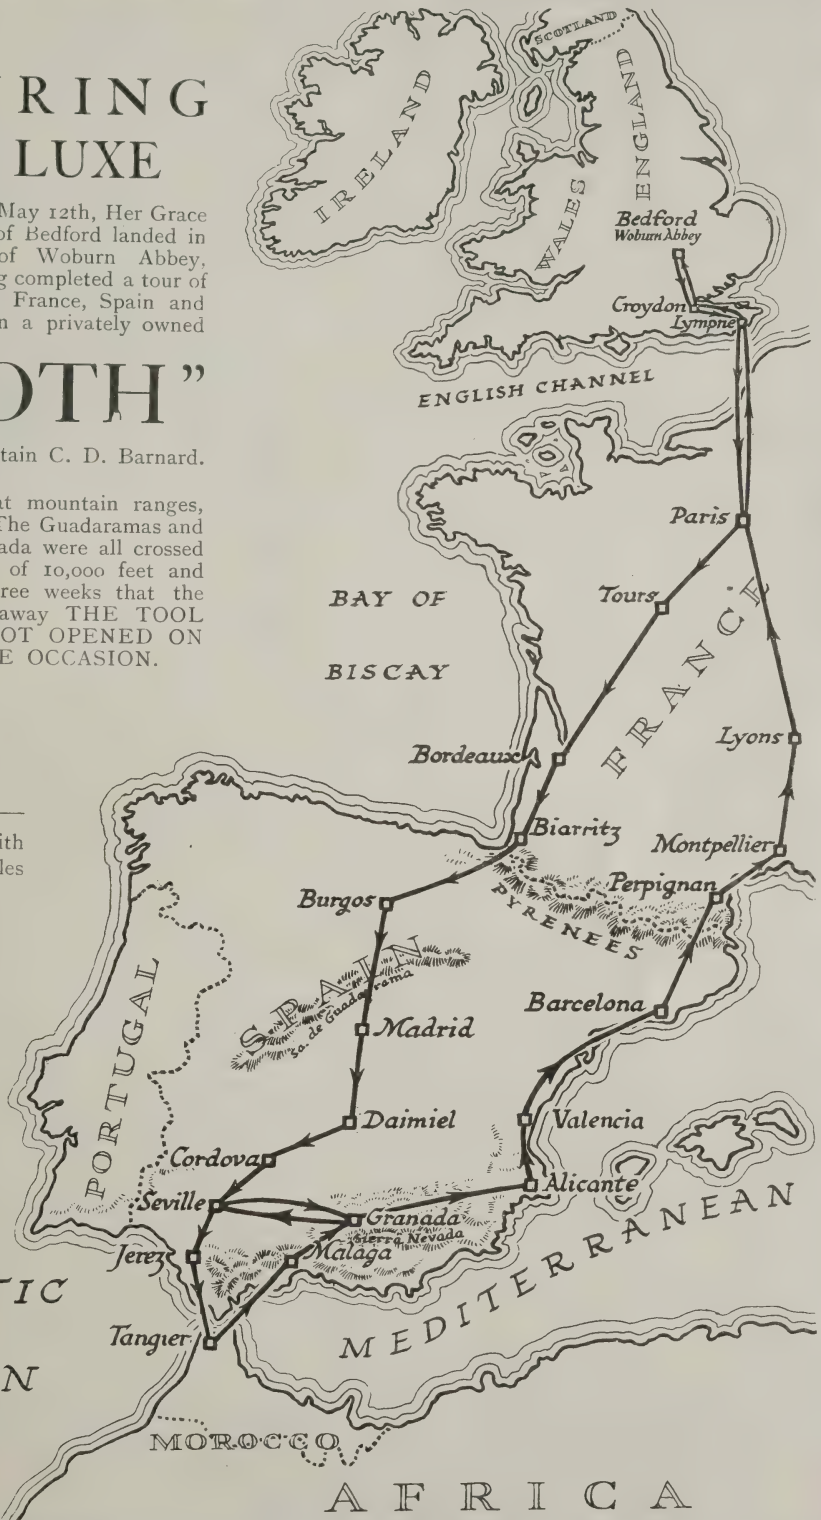 RING
LUXE
May 12th, Her Grace
of Bedford landed in
of Woburn Abbey,
g completed a tour of
France, Spain and
n a privately owned
OTH"
tain C. D. Barnard.
at mountain ranges,
The Guadaramas and
ada were all crossed
of 10,000 feet and
ree weeks that the
away THE TOOL
OT OPENED ON
E OCCASION.
ith
les
SCOTLAND
IRELAND
ENGLAND
WALES
Bedford
Woburn Abbey
Croydon
Lympne
ENGLISH CHANNEL
Paris
Tours
BAY OF
BISCAY
FRANCE
Lyons
Bordeaux
Biarritz
Montpellier
Perpignan
PYRENEES
Burgos
SPAIN
Sa. de Guadarrama
Barcelona
PORTUGAL
Madrid
Daimiel
Valencia
Cordova
Seville
Alicante
Granada
Sierra Nevada
Jerez
Malaga
MEDITERRANEAN
TIC
Tangier
N
MOROCCO
AFRICA